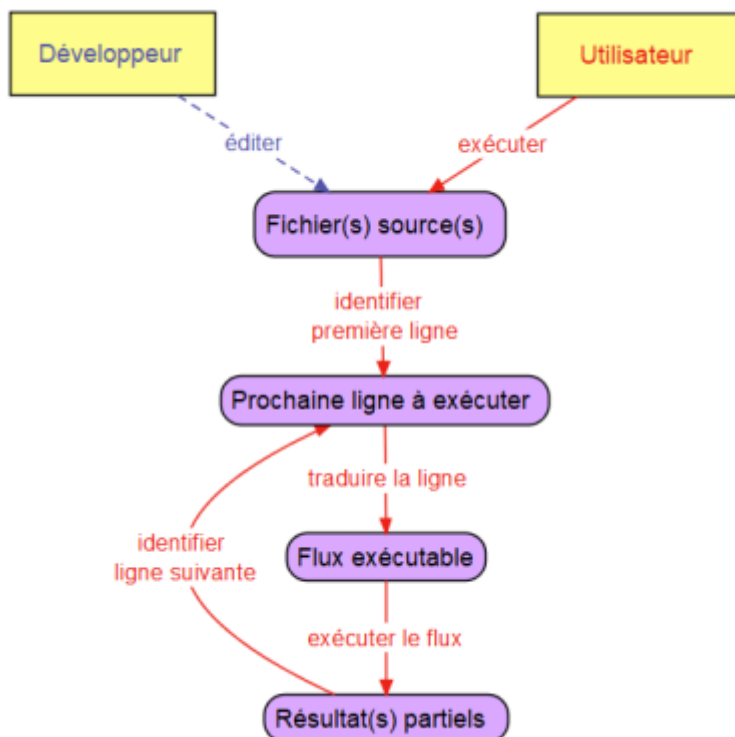 Développeur
Utilisateur
éditer
exécuter
Fichier(s) source(s)
identifier
première ligne
Prochaine ligne à exécuter
traduire la ligne
identifier
ligne suivante
Flux exécutable
exécuter le flux
Résultat(s) partiels